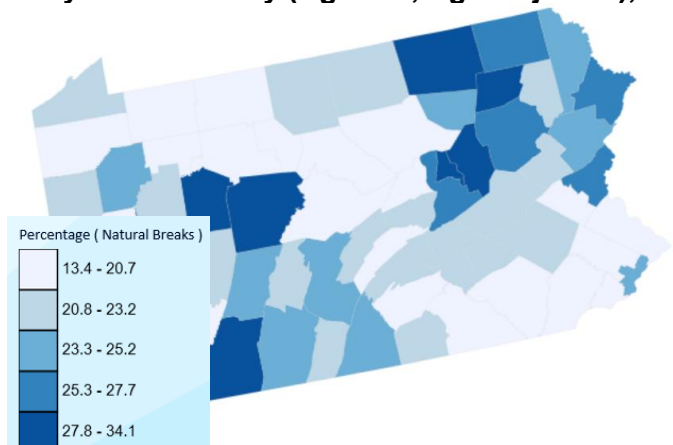 Percentage ( Natural Breaks )
13.4 - 20.7
20.8 - 23.2
23.3 - 25.2
25.3 - 27.7
27.8 - 34.1